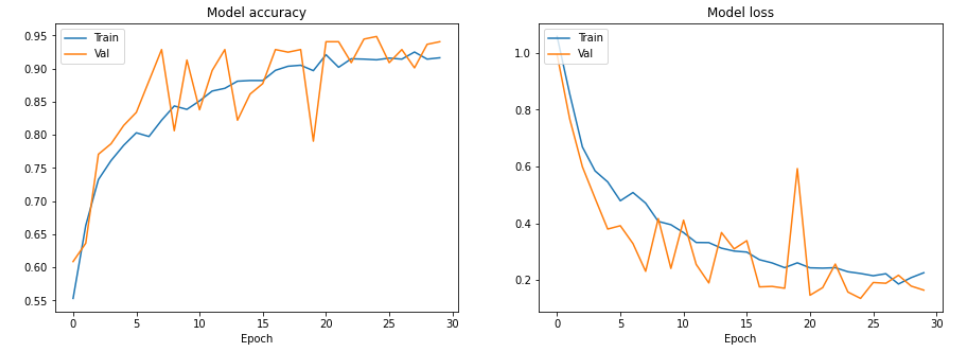 Model accuracy
Train
Val
0.95
0.90
0.85
0.80
0.75
0.70
0.65
0.60
0.55
0 5 10 15 20 25 30
Epoch
Model loss
Train
Val
1.0
0.8
0.6
0.4
0.2
0 5 10 15 20 25 30
Epoch